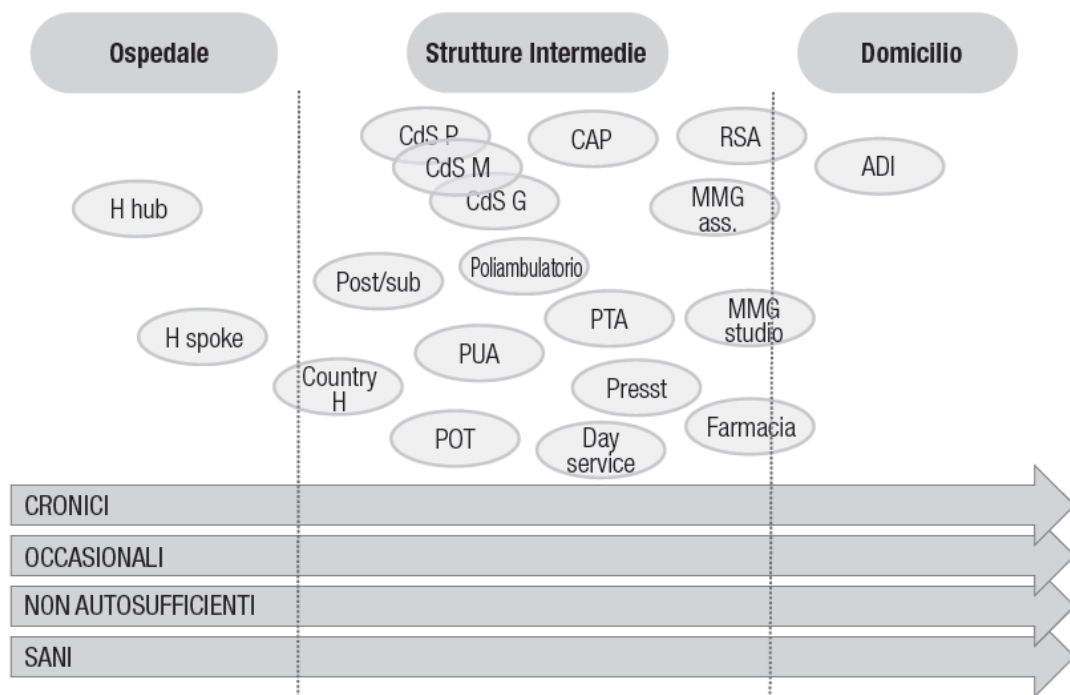 Ospedale
Strutture Intermedie
Domicilio
CdS P
CAP
RSA
CdS M
ADI
CdS G
MMG
ass.
H hub
Poliambulatorio
Post/sub
PTA
MMG
studio
H spoke
PUA
Country
H
Presst
Farmacia
POT
Day
service
CRONICI
OCCASIONALI
NON AUTOSUFFICIENTI
SANI